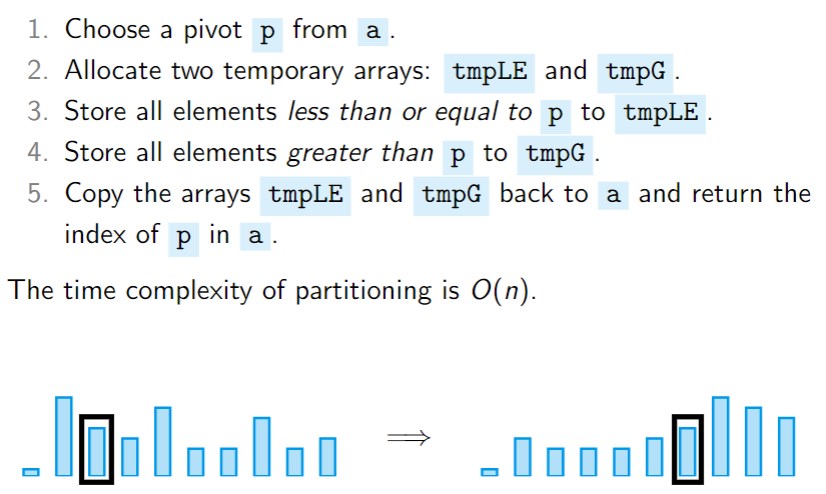 1. Choose a pivot p from a.
2. Allocate two temporary arrays: tmpLE and tmpG.
3. Store all elements less than or equal to p to tmpLE.
4. Store all elements greater than p to tmpG.
5. Copy the arrays tmpLE and tmpG back to a and return the
index of p in a.
The time complexity of partitioning is O(n).
⟹